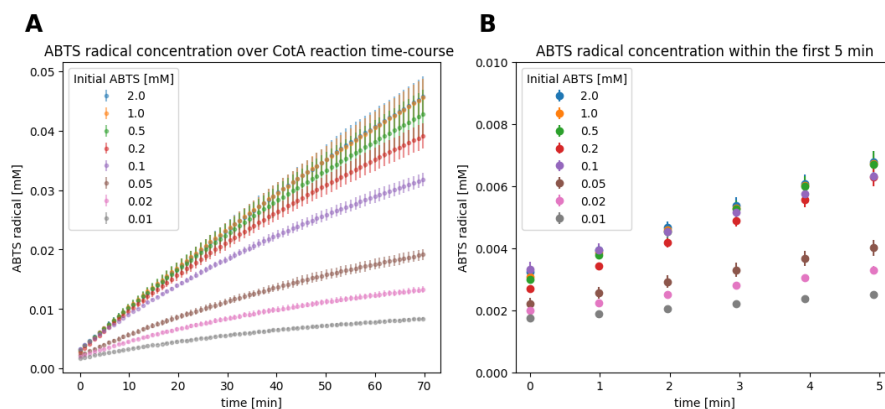 A
ABTS radical concentration over CotA reaction time-course
ABTS radical [mM]
0.05
0.04
0.03
0.02
0.01
0.00
Initial ABTS [mM]
2.0
1.0
0.5
0.2
0.1
0.05
0.02
0.01
0 10 20 30 40 50 60 70
time [min]
B
ABTS radical concentration within the first 5 min
ABTS radical [mM]
0.010
0.008
0.006
0.004
0.002
0.000
Initial ABTS [mM]
2.0
1.0
0.5
0.2
0.1
0.05
0.02
0.01
0 1 2 3 4 5
time [min]